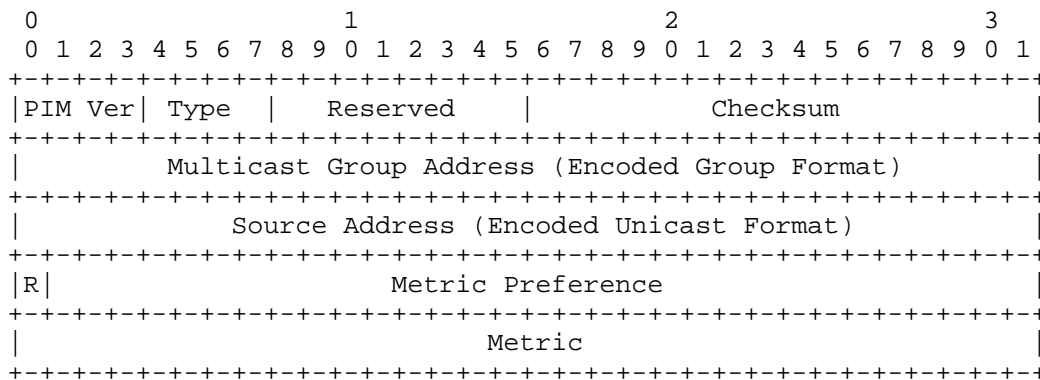 0                   1                   2                   3
 0 1 2 3 4 5 6 7 8 9 0 1 2 3 4 5 6 7 8 9 0 1 2 3 4 5 6 7 8 9 0 1
+-+-+-+-+-+-+-+-+-+-+-+-+-+-+-+-+-+-+-+-+-+-+-+-+-+-+-+-+-+-+-+-+
|PIM Ver| Type  |   Reserved    |           Checksum            |
+-+-+-+-+-+-+-+-+-+-+-+-+-+-+-+-+-+-+-+-+-+-+-+-+-+-+-+-+-+-+-+-+
|         Multicast Group Address (Encoded Group Format)        |
+-+-+-+-+-+-+-+-+-+-+-+-+-+-+-+-+-+-+-+-+-+-+-+-+-+-+-+-+-+-+-+-+
|             Source Address (Encoded Unicast Format)           |
+-+-+-+-+-+-+-+-+-+-+-+-+-+-+-+-+-+-+-+-+-+-+-+-+-+-+-+-+-+-+-+-+
|R|                     Metric Preference                       |
+-+-+-+-+-+-+-+-+-+-+-+-+-+-+-+-+-+-+-+-+-+-+-+-+-+-+-+-+-+-+-+-+
|                             Metric                            |
+-+-+-+-+-+-+-+-+-+-+-+-+-+-+-+-+-+-+-+-+-+-+-+-+-+-+-+-+-+-+-+-+